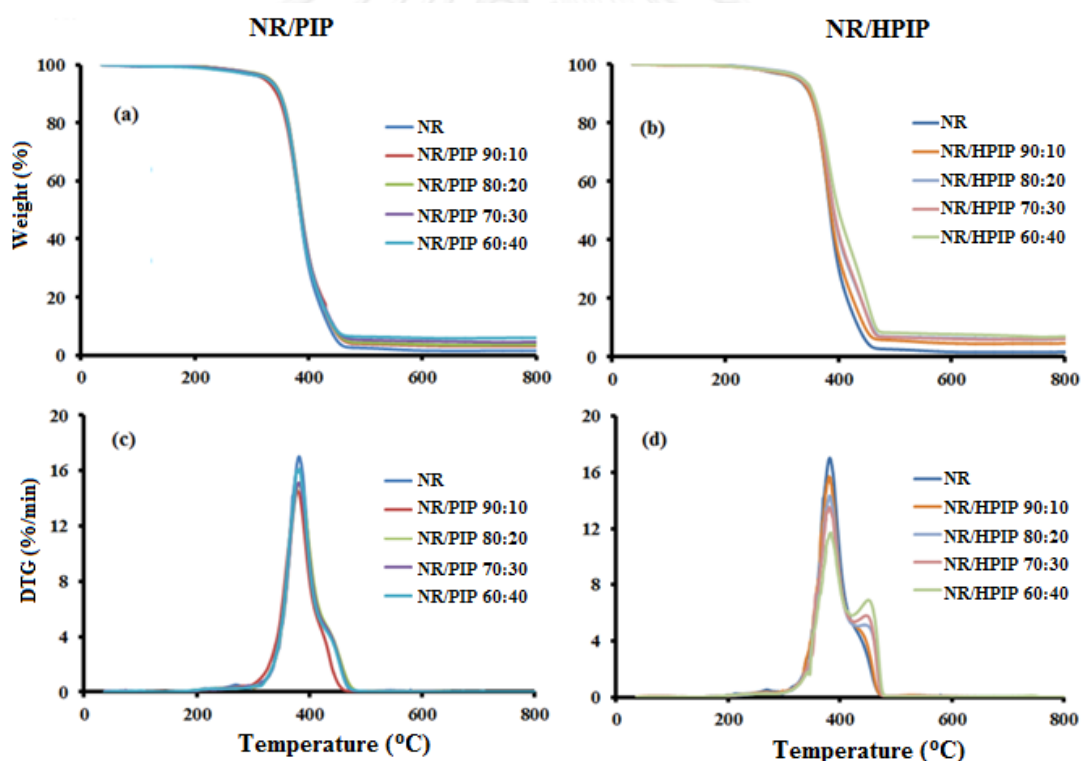 NR/PIP
NR/HPIP
100
80
60
40
20
0
Weight (%)
(a)
NR
NR/PIP 90:10
NR/PIP 80:20
NR/PIP 70:30
NR/PIP 60:40
0 200 400 600 800
100
80
60
40
20
0
(b)
NR
NR/HPIP 90:10
NR/HPIP 80:20
NR/HPIP 70:30
NR/HPIP 60:40
0 200 400 600 800
20
16
12
8
4
0
DTG (%/min)
(c)
NR
NR/PIP 90:10
NR/PIP 80:20
NR/PIP 70:30
NR/PIP 60:40
0 200 400 600 800
Temperature (⁰C)
20
16
12
8
4
0
(d)
NR
NR/HPIP 90:10
NR/HPIP 80:20
NR/HPIP 70:30
NR/HPIP 60:40
0 200 400 600 800
Temperature (⁰C)